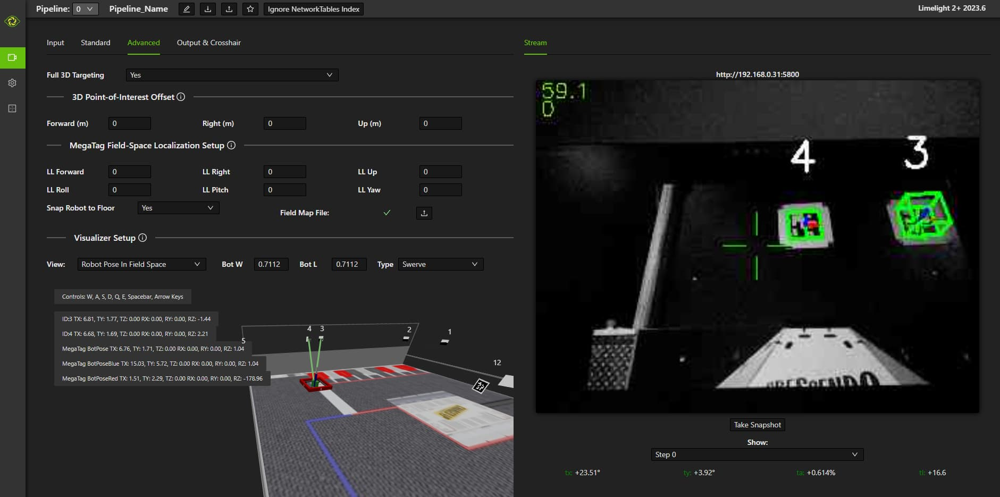 Pipeline: 0 Pipeline_Name Ignore NetworkTables Index Limelight 2+ 2023.6
Input Standard Advanced Output & Crosshair
Stream
Full 3D Targeting Yes
3D Point-of-Interest Offset
Forward (m) 0 Right (m) 0 Up (m) 0
MegaTag Field-Space Localization Setup
LL Forward 0 LL Right 0 LL Up 0
LL Roll 0 LL Pitch 0 LL Yaw 0
Snap Robot to Floor Yes Field Map File:
Visualizer Setup
View: Robot Pose In Field Space Bot W 0.7112 Bot L 0.7112 Type Swerve
Controls: W, A, S, D, Q, E, Spacebar, Arrow Keys
ID:3 TX: 6.81, TY: 1.77, TZ: 0.00 RX: 0.00, RY: 0.00, RZ: -1.44
ID:4 TX: 6.68, TY: 1.69, TZ: 0.00 RX: 0.00, RY: 0.00, RZ: 2.21
MegaTag BotPose TX: 6.76, TY: 1.71, TZ: 0.00 RX: 0.00, RY: 0.00, RZ: 1.04
MegaTag BotPoseBlue TX: 15.03, TY: 5.72, TZ: 0.00 RX: 0.00, RY: 0.00, RZ: 1.04
MegaTag BotPoseRed TX: 1.51, TY: 2.29, TZ: 0.00 RX: 0.00, RY: 0.00, RZ: -178.96
5
4 3 2 1
12
http://192.168.0.31:5800
59.1
0
4 3
Take Snapshot
Show:
Step 0
tx: +23.51° ty: +3.92° ta: +0.614% tl: +16.6